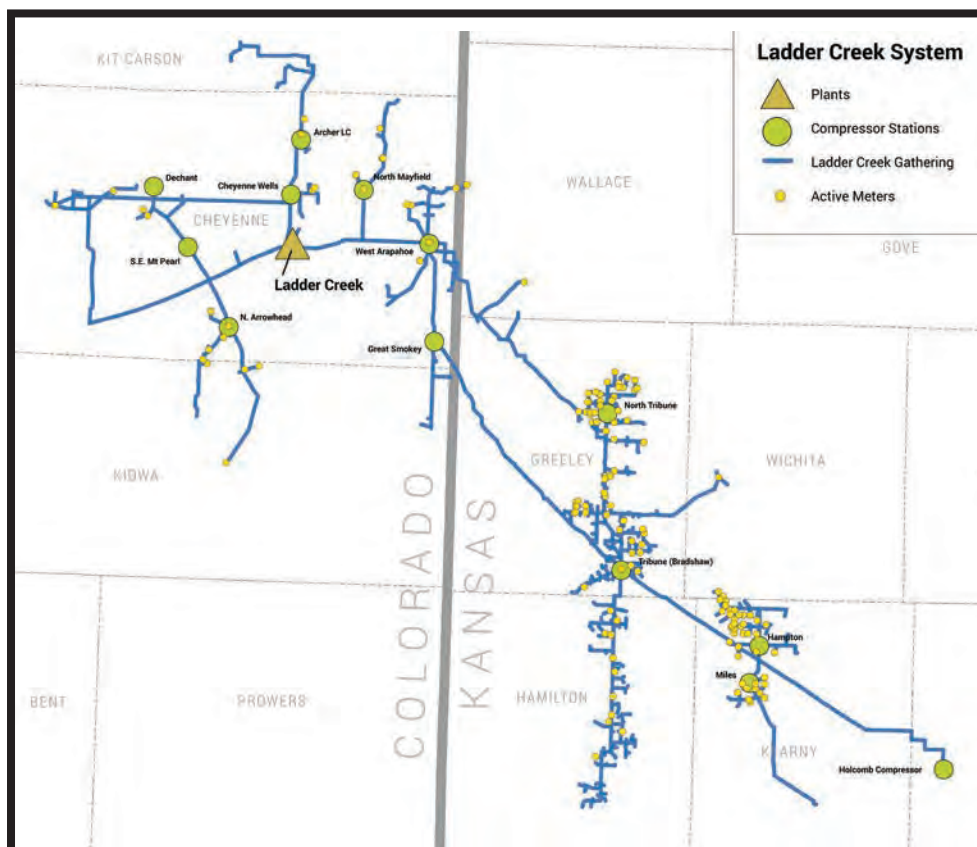 Ladder Creek System
Plants
Compressor Stations
Ladder Creek Gathering
Active Meters
KIT CARSON
Archer LC
Dechant
Cheyenne Wells
North Mayfield
WALLACE
CHEYENNE
S.E. Mt Pearl
West Arapahoe
GOVE
Ladder Creek
N. Arrowhead
Great Smokey
North Tribune
GREELEY
WICHITA
KIOWA
COLORADO
KANSAS
Tribune (Bradshaw)
Hampton
Miles
BENT
PROWERS
HAMILTON
KEARNY
Holcomb Compressor